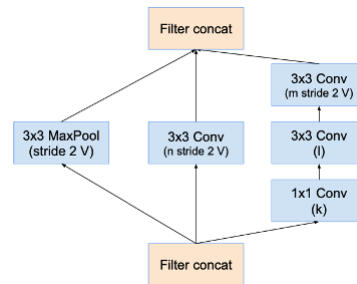 Filter concat
3x3 Conv
(m stride 2 V)
3x3 MaxPool
(stride 2 V)
3x3 Conv
(n stride 2 V)
3x3 Conv
(l)
1x1 Conv
(k)
Filter concat